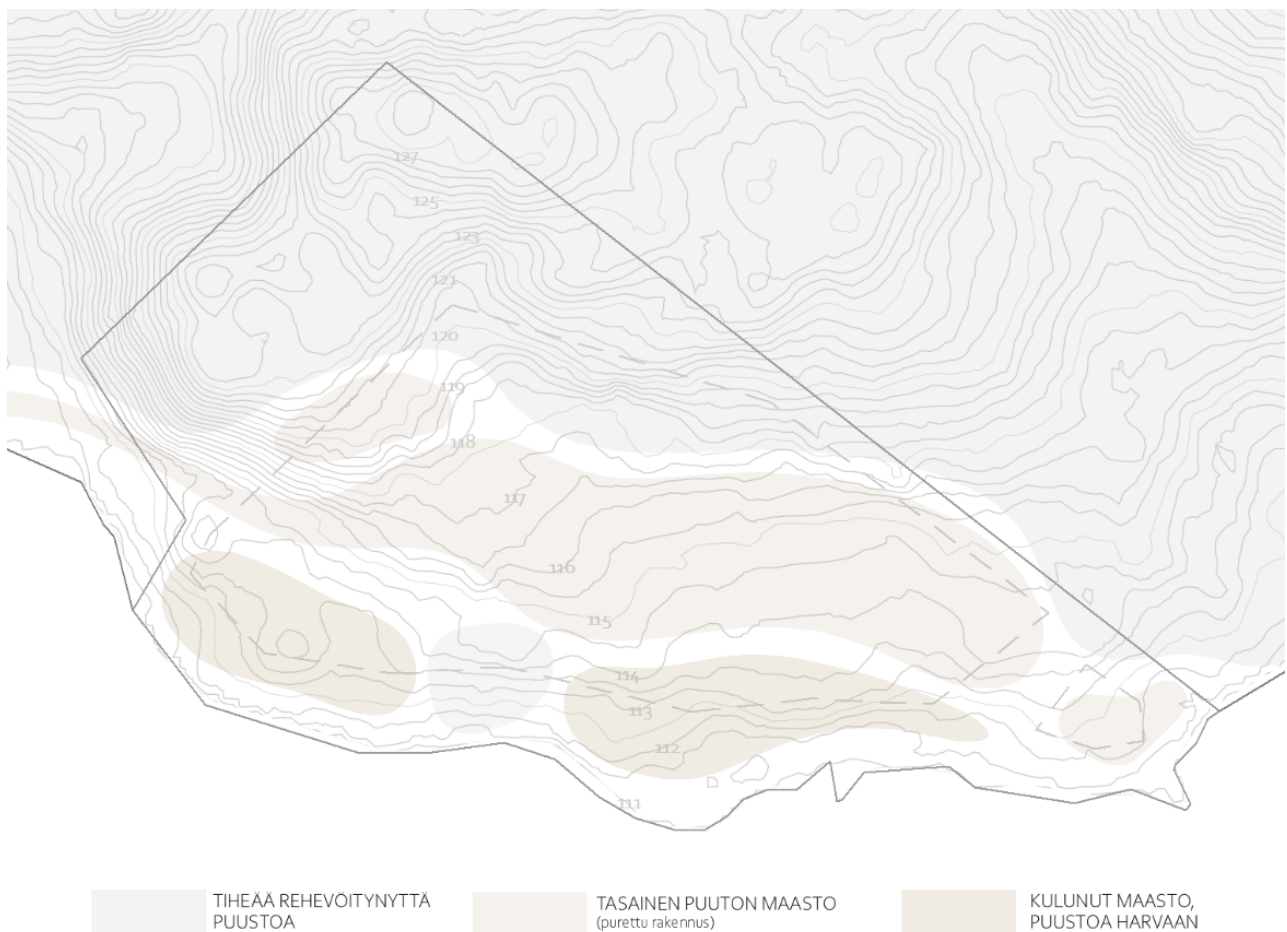 127
125
123
121
120
119
118
117
116
115
114
113
112
111
TIHEÄÄ REHEVÖITYNYTTÄ
PUUSTOA
TASAINEN PUUTON MAASTO
(purettu rakennus)
KULUNUT MAASTO,
PUUSTOA HARVAAN